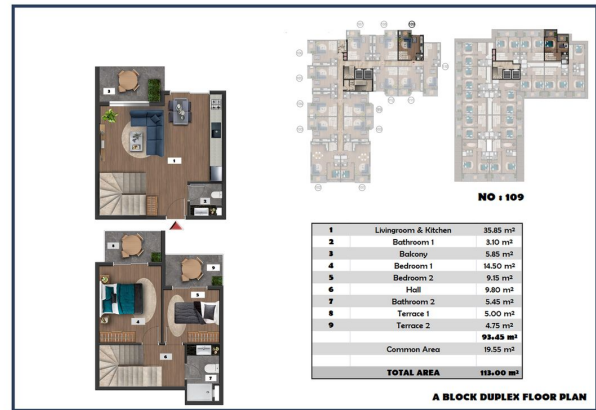 NO : 109
1 Livingroom & Kitchen 35.85 m²
2 Bathroom 1 3.10 m²
3 Balcony 5.85 m²
4 Bedroom 1 14.50 m²
5 Bedroom 2 9.15 m²
6 Hall 9.80 m²
7 Bathroom 2 5.45 m²
8 Terrace 1 5.00 m²
9 Terrace 2 4.75 m²
93.45 m²
Common Area 19.55 m²
TOTAL AREA 113.00 m²
A BLOCK DUPLEX FLOOR PLAN